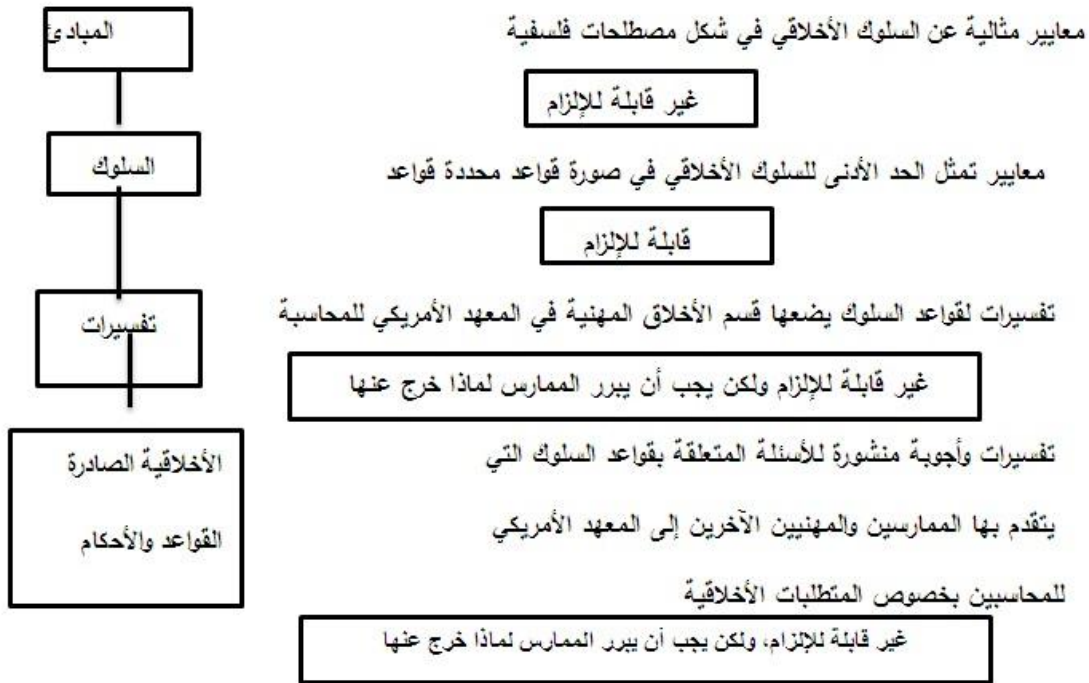 المبادئ
معايير مثالية عن السلوك الأخلاقي في شكل مصطلحات فلسفية
غير قابلة للإلزام
السلوك
معايير تمثل الحد الأدنى للسلوك الأخلاقي في صورة قواعد محددة قواعد
قابلة للإلزام
تفسيرات
تفسيرات لقواعد السلوك يضعها قسم الأخلاق المهنية في المعهد الأمريكي للمحاسبة
غير قابلة للإلزام ولكن يجب أن يبرر الممارس لماذا خرج عنها
الأخلاقية الصادرة
القواعد والأحكام
تفسيرات وأجوبة منشورة للأسئلة المتعلقة بقواعد السلوك التي
يتقدم بها الممارسين والمهنيين الآخرين إلى المعهد الأمريكي
للمحاسبين بخصوص المتطلبات الأخلاقية
غير قابلة للإلزام، ولكن يجب أن يبرر الممارس لماذا خرج عنها